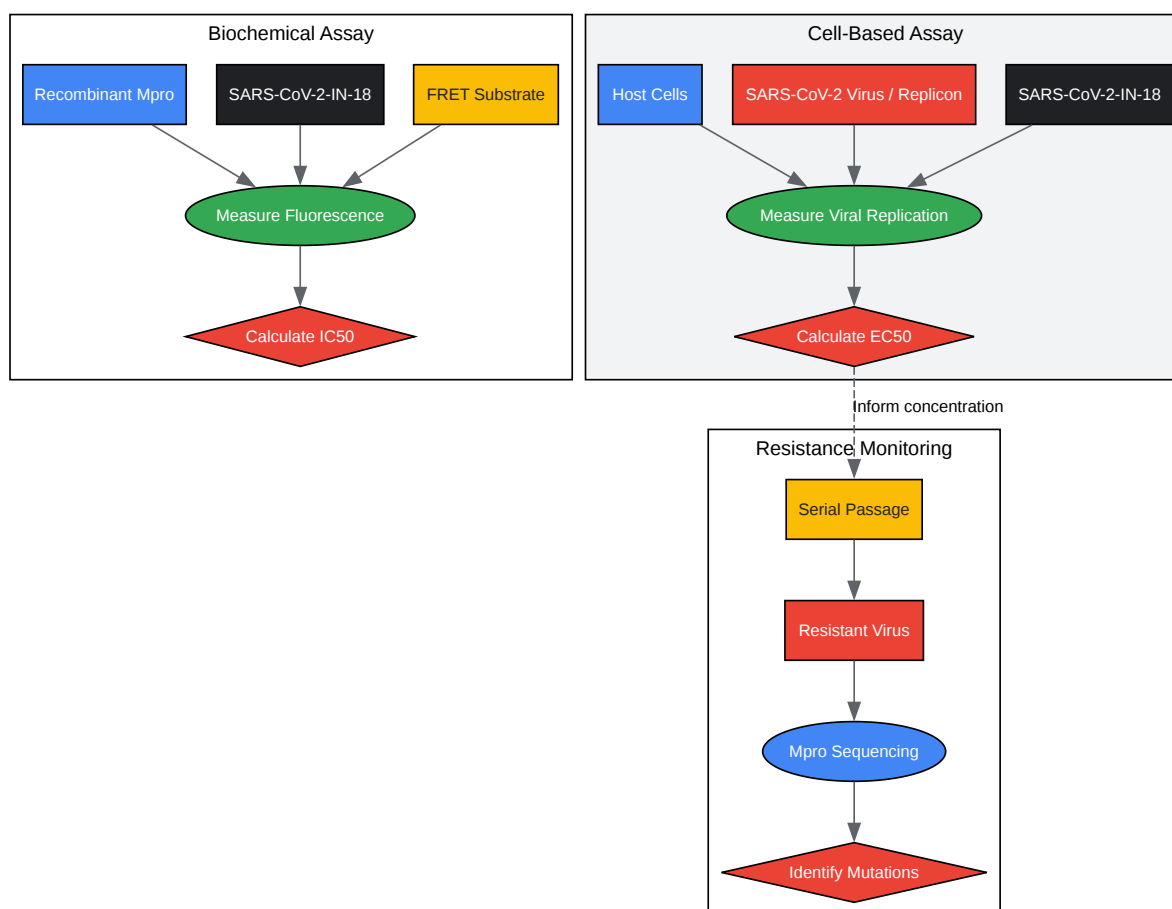 Biochemical Assay
Recombinant Mpro
SARS-CoV-2-IN-18
FRET Substrate
Measure Fluorescence
Calculate IC50
Cell-Based Assay
Host Cells
SARS-CoV-2 Virus / Replicon
SARS-CoV-2-IN-18
Measure Viral Replication
Calculate EC50
Inform concentration
Resistance Monitoring
Serial Passage
Resistant Virus
Mpro Sequencing
Identify Mutations